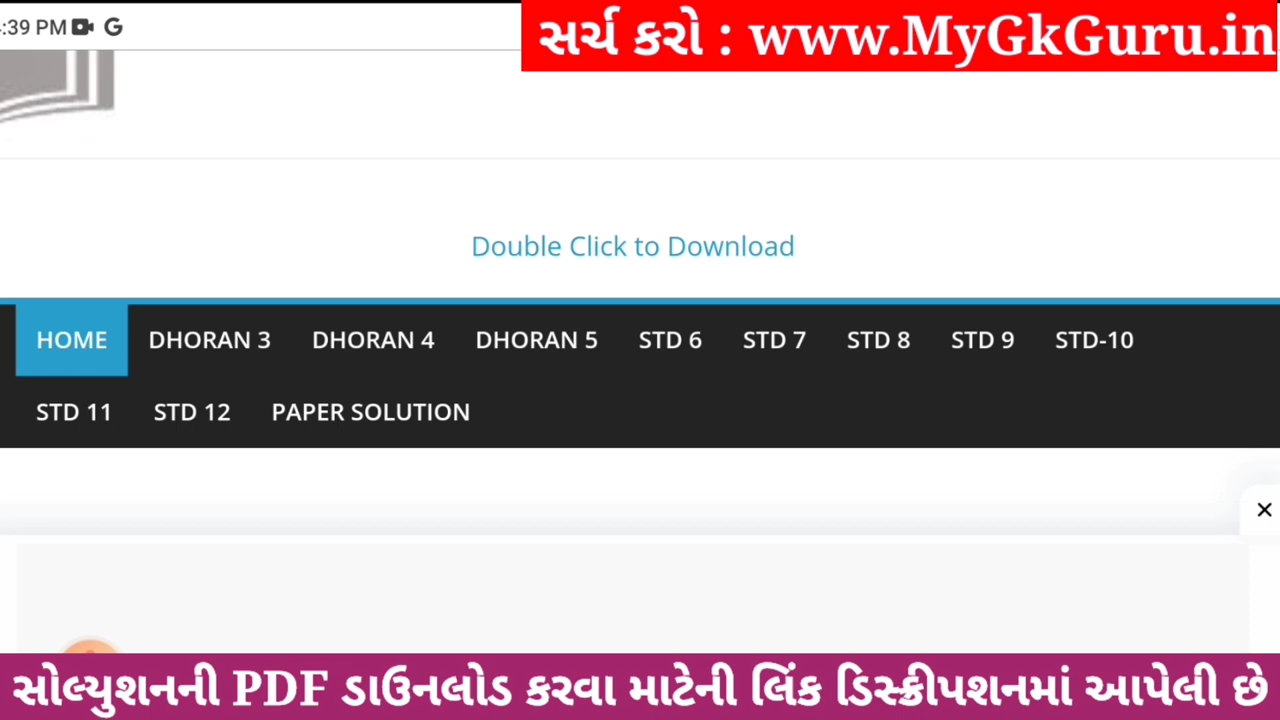 :39 PM G
સર્ચ કરો : www.MyGkGuru.in
Double Click to Download
HOME DHORAN 3 DHORAN 4 DHORAN 5 STD 6 STD 7 STD 8 STD 9 STD-10
STD 11 STD 12 PAPER SOLUTION
સોલ્યુશનની PDF ડાઉનલોડ કરવા માટેની લિંક ડિસ્ક્રીપશનમાં આપેલી છે